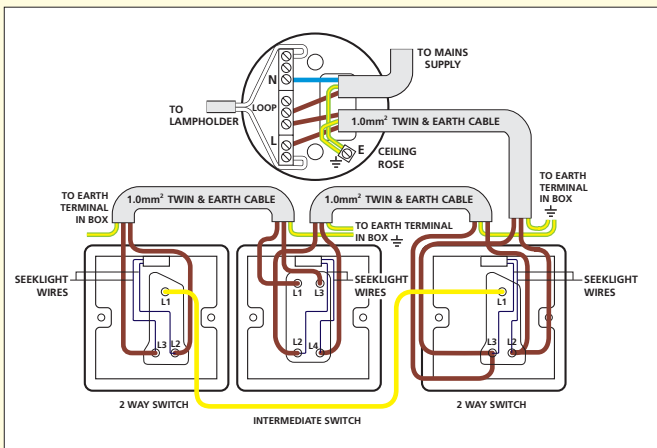 TO MAINS
SUPPLY
N
TO
LAMPHOLDER
LOOP
1.0mm² TWIN & EARTH CABLE
L
E
CEILING
ROSE
TO EARTH
TERMINAL
IN BOX
1.0mm² TWIN & EARTH CABLE
1.0mm² TWIN & EARTH CABLE
TO EARTH
TERMINAL
IN BOX
TO EARTH TERMINAL
IN BOX
SEEKLIGHT
WIRES
L1
L3
L2
L1
L3
L2
L4
SEEKLIGHT
WIRES
L1
L3
L2
SEEKLIGHT
WIRES
2 WAY SWITCH
INTERMEDIATE SWITCH
2 WAY SWITCH